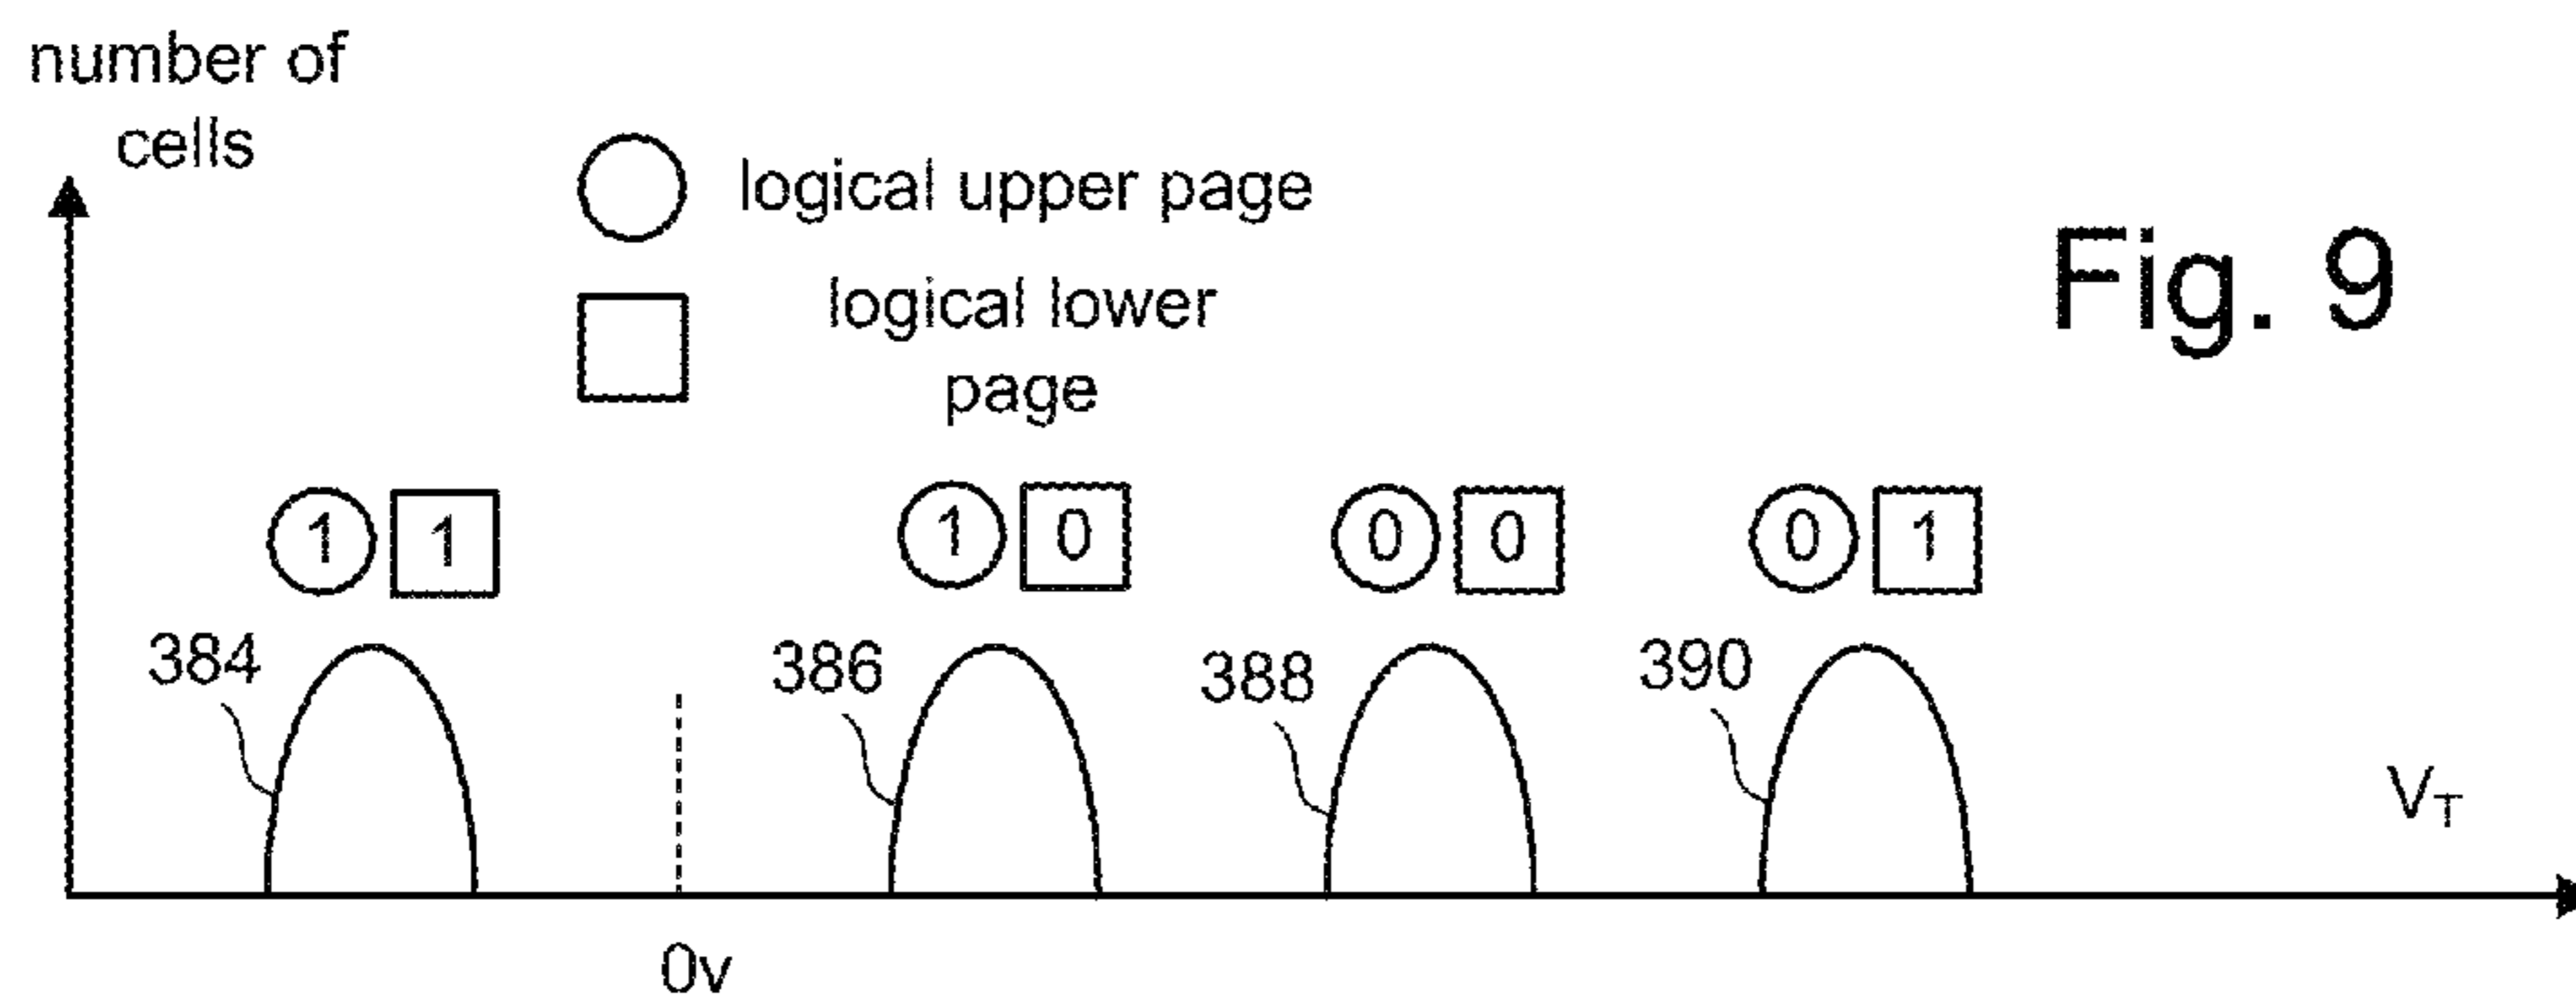 number of
cells
logical upper page
logical lower
page
Fig. 9
1 1
1 0
0 0
0 1
384
386
388
390
V_T
0v